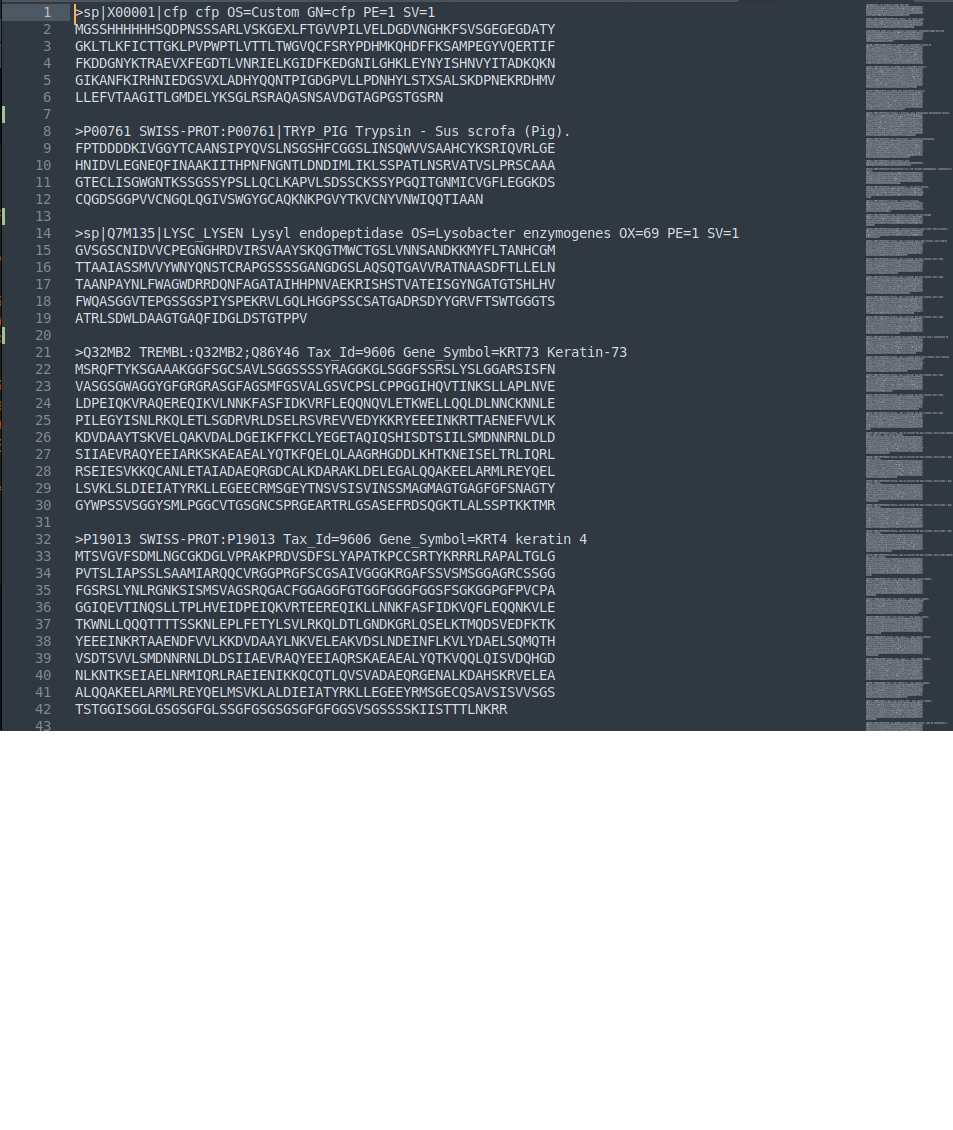 1 >sp|X00001|cfp cfp OS=Custom GN=cfp PE=1 SV=1
2 MGSSHHHHHHSQDPNSSSARLVSKGEXLFTGVVPILVELDGDVNGHKFSVSGEGEGDATY
3 GKLTLKFICTTGKLPVPWPTLVTTLTWGVQCFSRYPDHMKQHDFFKSAMPEGYVQERTIF
4 FKDDGNYKTRAEVXFEGDTLVNRIELKGIDFKEDGNILGHKLEYNYISHNVYITADKQKN
5 GIKANFKIRHNIEDGSVXLADHYQQNTPIGDGPVLLPDNHYLSTXSALSKDPNEKRDHMV
6 LLEFVTAAGITLGMDELYKSGLRSRAQASNSAVDGTAGPGSTGSRN
7
8 >P00761 SWISS-PROT:P00761|TRYP_PIG Trypsin - Sus scrofa (Pig).
9 FPTDDDDKIVGGYTCAANSIPYQVSLNSGSHFCGGSLINSQWVVSAAHCYKSRIQVRLGE
10 HNIDVLEGNEQFINAAKIITHPNFNGNTLDNDIMLIKLSSPATLNSRVATVSLPRSCAAA
11 GTECLISGWGNTKSSGSSYPSLLQCLKAPVLSDSSCKSSYPGQITGNMICVGFLEGGKDS
12 CQGDSGGPVVCNGQLQGIVSWGYGCAQKNKPGVYTKVCNYVNWIQQTIAAN
13
14 >sp|Q7M135|LYSC_LYSEN Lysyl endopeptidase OS=Lysobacter enzymogenes OX=69 PE=1 SV=1
15 GVSGSCNIDVVCPEGNGHRDVIRSVAAYSKQGTMWCTGSLVNNSANDKKMYFLTANHCGM
16 TTAAIASSMVVYWNYQNSTCRAPGSSSSGANGDGSLAQSQTGAVVRATNAASDFTLLELN
17 TAANPAYNLFWAGWDRRDQNFAGATAIHHPNVAEKRISHSTVATEISGYNGATGTSHLHV
18 FWQASGGVTEPGSSGSPIYSPEKRVLGQLHGGPSSCSATGADRSDYYGRVFTSWTGGGTS
19 ATRLSDWLDAAGTGAQFIDGLDSTGTPPV
20
21 >Q32MB2 TREMBL:Q32MB2;Q86Y46 Tax_Id=9606 Gene_Symbol=KRT73 Keratin-73
22 MSRQFTYKSGAAAKGGFSGCSAVLSGGSSSSYRAGGKGLSGGFSSRSLYSLGGARSISFN
23 VASGSGWAGGYGFGRGRASGFAGSMFGSVALGSVCPSLCPPGGIHQVTINKSLLAPLNVE
24 LDPEIQKVRAQEREQIKVLNNKFASFIDKVRFLEQQNQVLETKWELLQQLDLNNCKNNLE
25 PILEGYISNLRKQLETLSGDRVRLDSELRSVREVVEDYKKRYEEEINKRTTAENEFVVLK
26 KDVDAAYTSKVELQAKVDALDGEIKFFKCLYEGETAQIQSHISDTSIILSMDNNRNLDLD
27 SIIAEVRAQYEEIARKSKAEAEALYQTKFQELQLAAGRHGDDLKHTKNEISELTRLIQRL
28 RSEIESVKKQCANLETAIADAEQRGDCALKDARAKLDELEGALQQAKEELARMLREYQEL
29 LSVKLSLDIEIATYRKLLEGEECRMSGEYTNSVSISVINSSMAGMAGTGAGFGFSNAGTY
30 GYWPSSVSGGYSMLPGGCVTGSGNCSPRGEARTRLGSASEFRDSQGKTLALSSPTKKTMR
31
32 >P19013 SWISS-PROT:P19013 Tax_Id=9606 Gene_Symbol=KRT4 keratin 4
33 MTSVGVFSDMLNGCGKDGLVPRAKPRDVSDFSLYAPATKPCCSRTYKRRRLRAPALTGLG
34 PVTSLIAPSSLSAAMIARQQCVRGGPRGFSCGSAIVGGGKRGAFSSVSMSGGAGRCSSGG
35 FGSRSLYNLRGNKSISMSVAGSRQGACFGGAGGFGTGGFGGGFGGSFSGKGGPGFPVCPA
36 GGIQEVTINQSLLTPLHVEIDPEIQKVRTEEREQIKLLNNKFASFIDKVQFLEQQNKVLE
37 TKWNLLQQQTTTTSSKNLEPLFETYLSVLRKQLDTLGNDKGRLQSELKTMQDSVEDFKTK
38 YEEEINKRTAAENDFVVLKKDVDAAYLNKVELEAKVDSLNDEINFLKVLYDAELSQMQTH
39 VSDTSVVLSMDNNRNLDLDSIIAEVRAQYEEIAQRSKAEAEALYQTKVQQLQISVDQHGD
40 NLKNTKSEIAELNRMIQRLRAEIENIKKQCQTLQVSVADAEQRGENALKDAHSKRVELEA
41 ALQQAKEELARMLREYQELMSVKLALDIEIATYRKLLEGEEYRMSGECQSAVSISVVSGS
42 TSTGGISGGLGSGSGFGLSSGFGSGSGSGFGFGGSVSGSSSSKIISTTTLNKRR
43